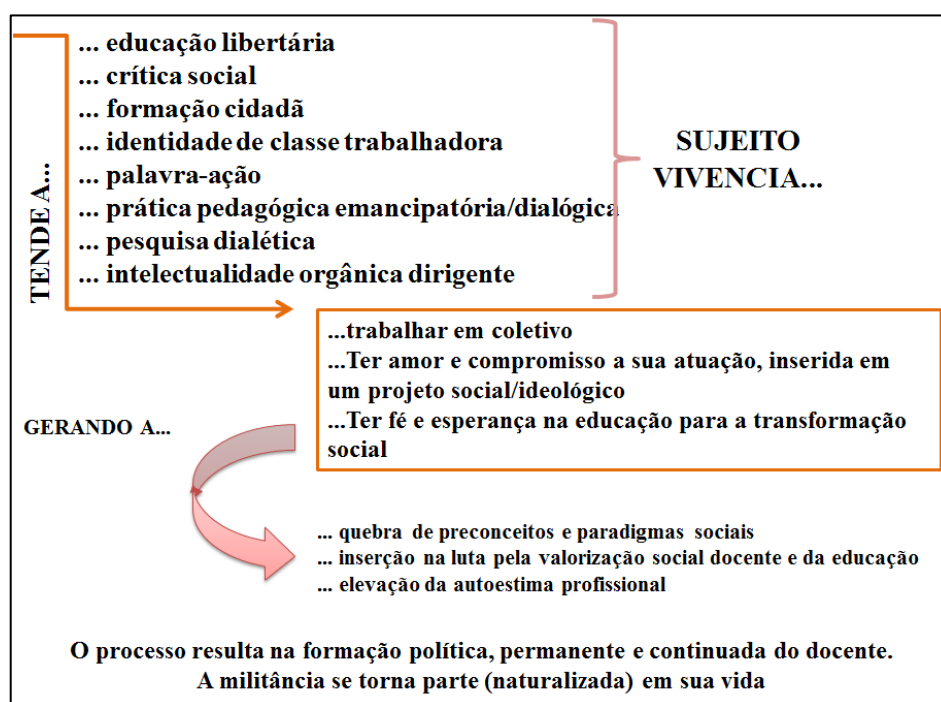 ... educação libertária
... crítica social
... formação cidadã
... identidade de classe trabalhadora
... palavra-ação
... prática pedagógica emancipatória/dialógica
... pesquisa dialética
... intelectualidade orgânica dirigente
SUJEITO
VIVENCIA...
TENDE A...
...trabalhar em coletivo
...Ter amor e compromisso a sua atuação, inserida em
um projeto social/ideológico
...Ter fé e esperança na educação para a transformação
social
GERANDO A...
... quebra de preconceitos e paradigmas sociais
... inserção na luta pela valorização social docente e da educação
... elevação da autoestima profissional
O processo resulta na formação política, permanente e continuada do docente.
A militância se torna parte (naturalizada) em sua vida